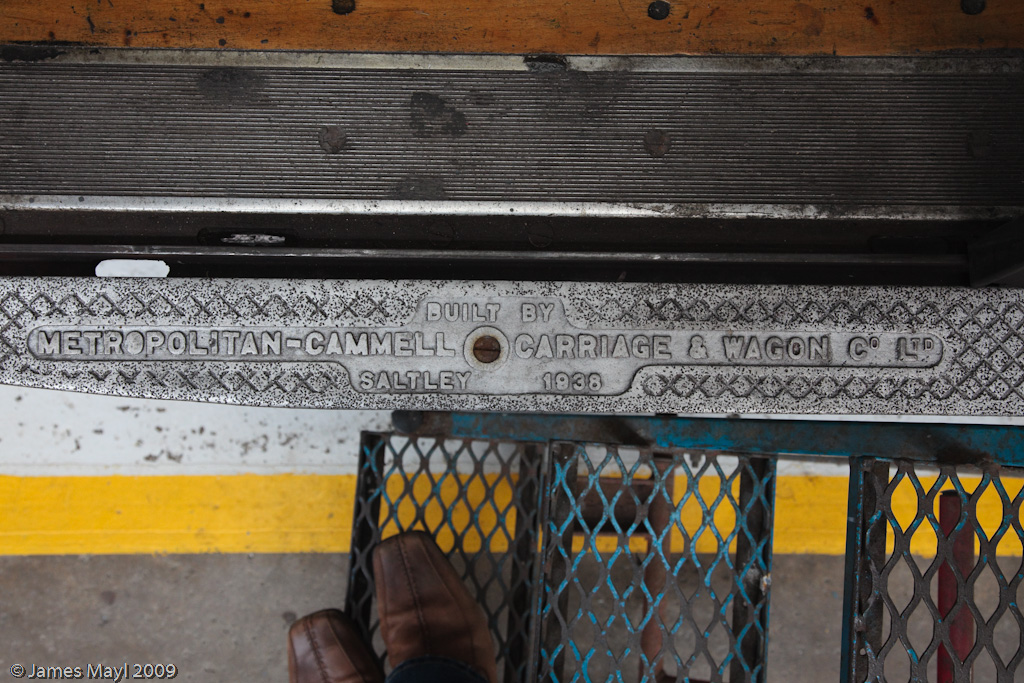 BUILT BY
METROPOLITAN-CAMMELL CARRIAGE & WAGON Cº LTD
SALTLEY 1938
© James Mayl 2009